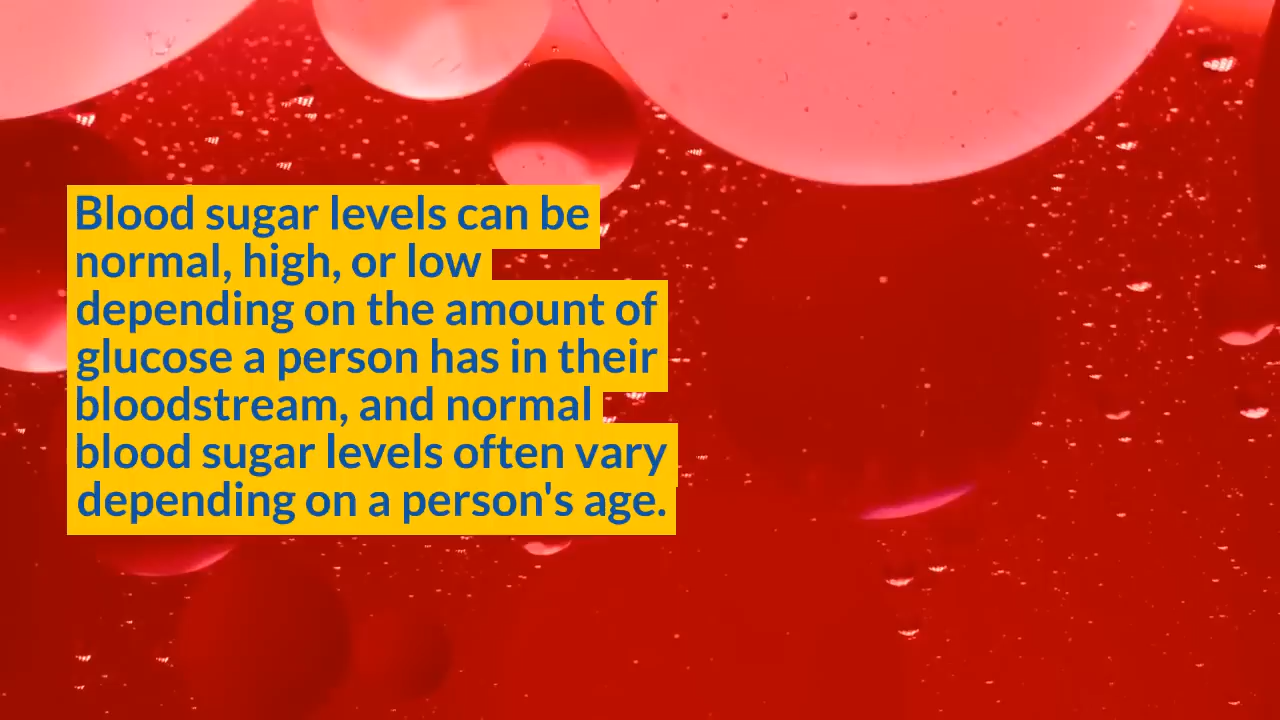 Blood sugar levels can be
normal, high, or low
depending on the amount of
glucose a person has in their
bloodstream, and normal
blood sugar levels often vary
depending on a person's age.